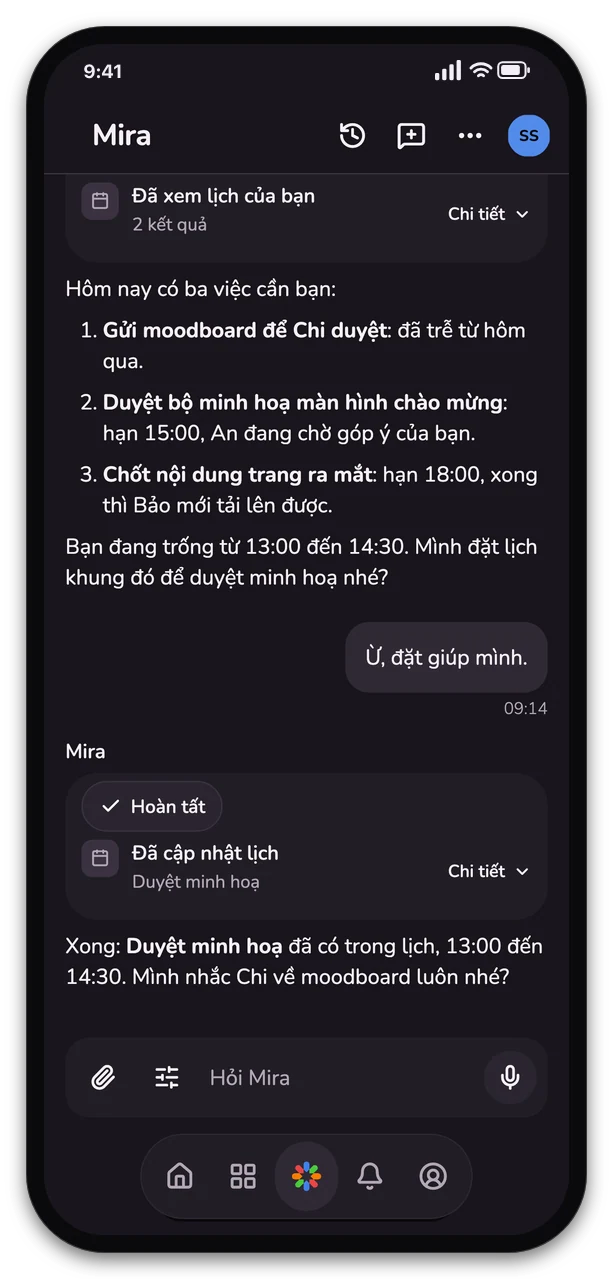 9:41
Mira
SS
Đã xem lịch của bạn
2 kết quả
Chi tiết
Hôm nay có ba việc cần bạn:
1. Gửi moodboard để Chi duyệt: đã trễ từ hôm
qua.
2. Duyệt bộ minh hoạ màn hình chào mừng:
hạn 15:00, An đang chờ góp ý của bạn.
3. Chốt nội dung trang ra mắt: hạn 18:00, xong
thì Bảo mới tải lên được.
Bạn đang trống từ 13:00 đến 14:30. Mình đặt lịch
khung đó để duyệt minh hoạ nhé?
Ừ, đặt giúp mình.
09:14
Mira
Hoàn tất
Đã cập nhật lịch
Duyệt minh hoạ
Chi tiết
Xong: Duyệt minh hoạ đã có trong lịch, 13:00 đến
14:30. Mình nhắc Chi về moodboard luôn nhé?
Hỏi Mira